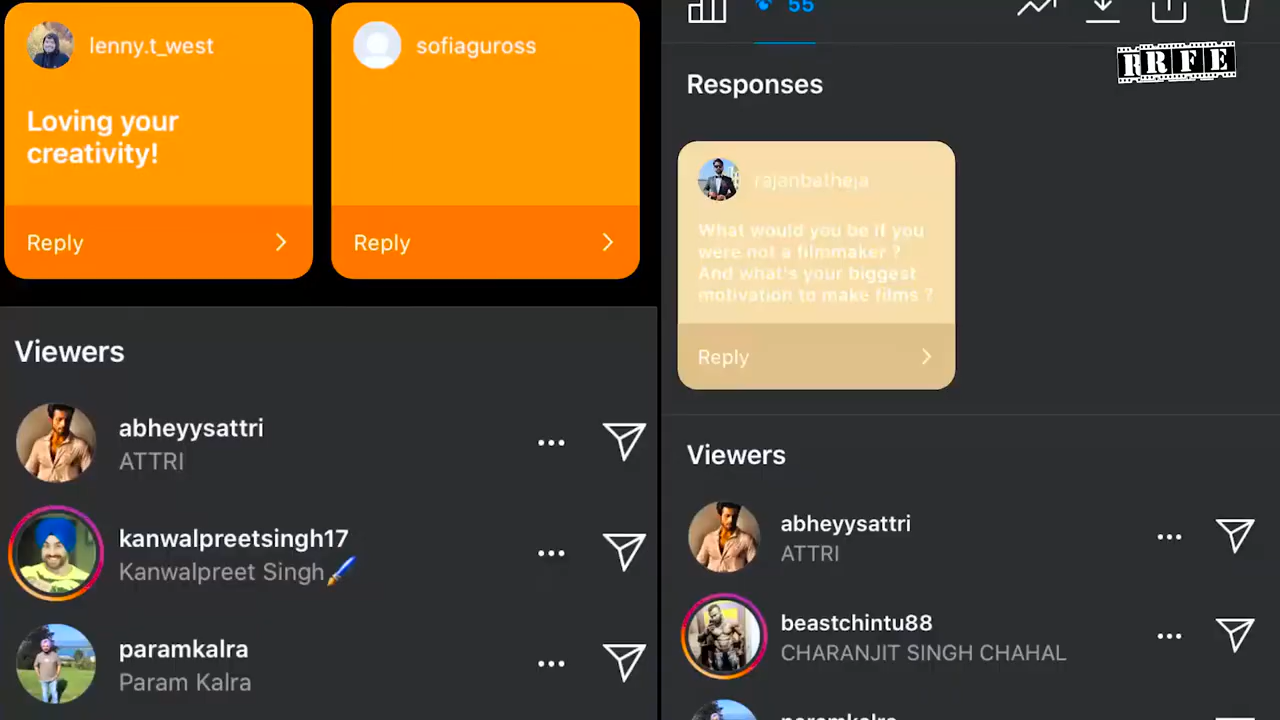 lenny.t_west
Loving your
creativity!
Reply
sofiaguross
Reply
Viewers
abheyysattri
ATTRI
kanwalpreetsingh17
Kanwalpreet Singh
paramkalra
Param Kalra
55
RRFE
Responses
rajanbatheja
What would you be if you
were not a filmmaker ?
And what's your biggest
motivation to make films ?
Reply
Viewers
abheyysattri
ATTRI
beastchintu88
CHARANJIT SINGH CHAHAL
paramkalra